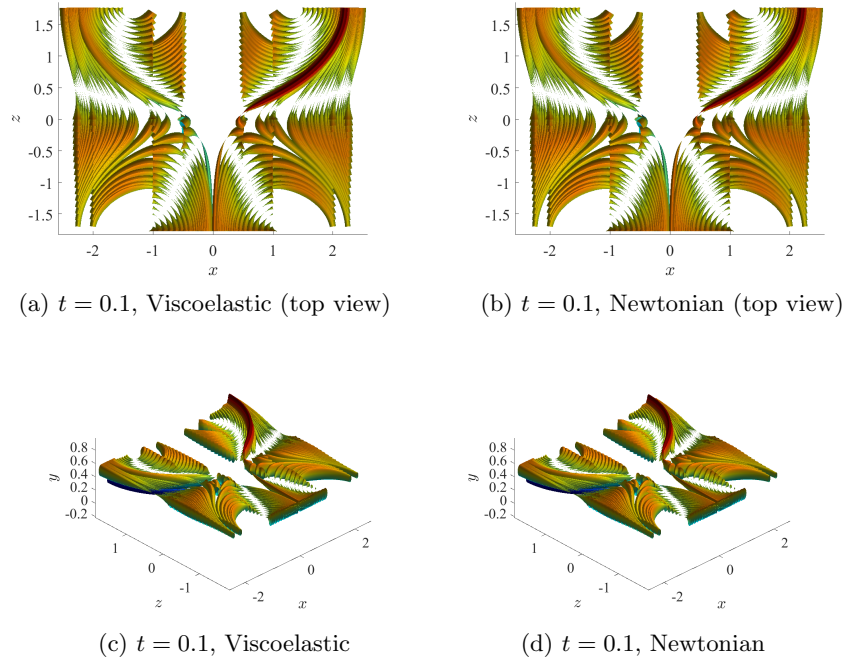 1.5
1
0.5
0
-0.5
-1
-1.5
z
-2 -1 0 1 2
x
(a) t = 0.1, Viscoelastic (top view)
1.5
1
0.5
0
-0.5
-1
-1.5
z
-2 -1 0 1 2
x
(b) t = 0.1, Newtonian (top view)
0.8
0.6
0.4
0.2
0
-0.2
y
1 0 -1
z
-2 0 2
x
(c) t = 0.1, Viscoelastic
0.8
0.6
0.4
0.2
0
-0.2
y
1 0 -1
z
-2 0 2
x
(d) t = 0.1, Newtonian